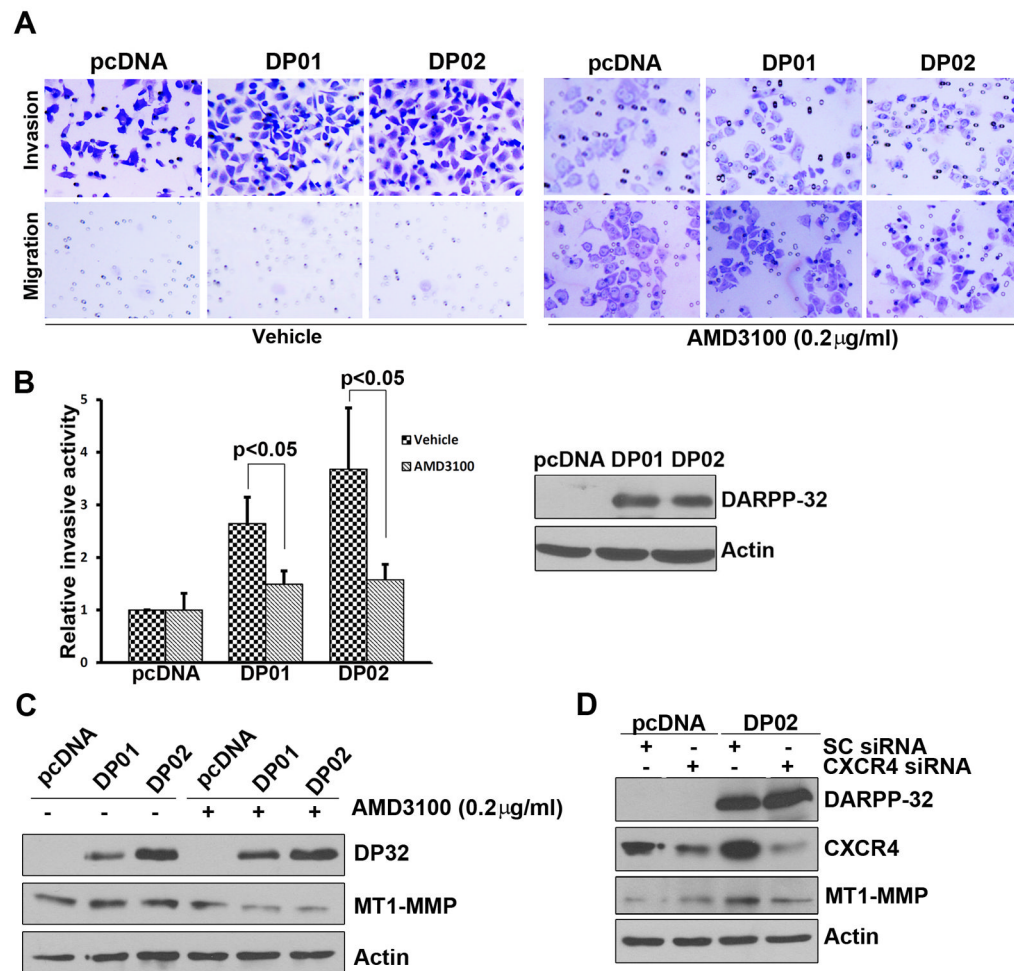 A
pcDNA DP01 DP02 pcDNA DP01 DP02
Invasion
Migration
Vehicle AMD3100 (0.2µg/ml)
B
Relative invasive activity
5
4
3
2
1
0
p<0.05
p<0.05
Vehicle
AMD3100
pcDNA DP01 DP02
pcDNA DP01 DP02
DARPP-32
Actin
C
pcDNA DP01 DP02 pcDNA DP01 DP02
- - - + + + AMD3100 (0.2µg/ml)
DP32
MT1-MMP
Actin
D
pcDNA DP02
+ - + - SC siRNA
- + - + CXCR4 siRNA
DARPP-32
CXCR4
MT1-MMP
Actin